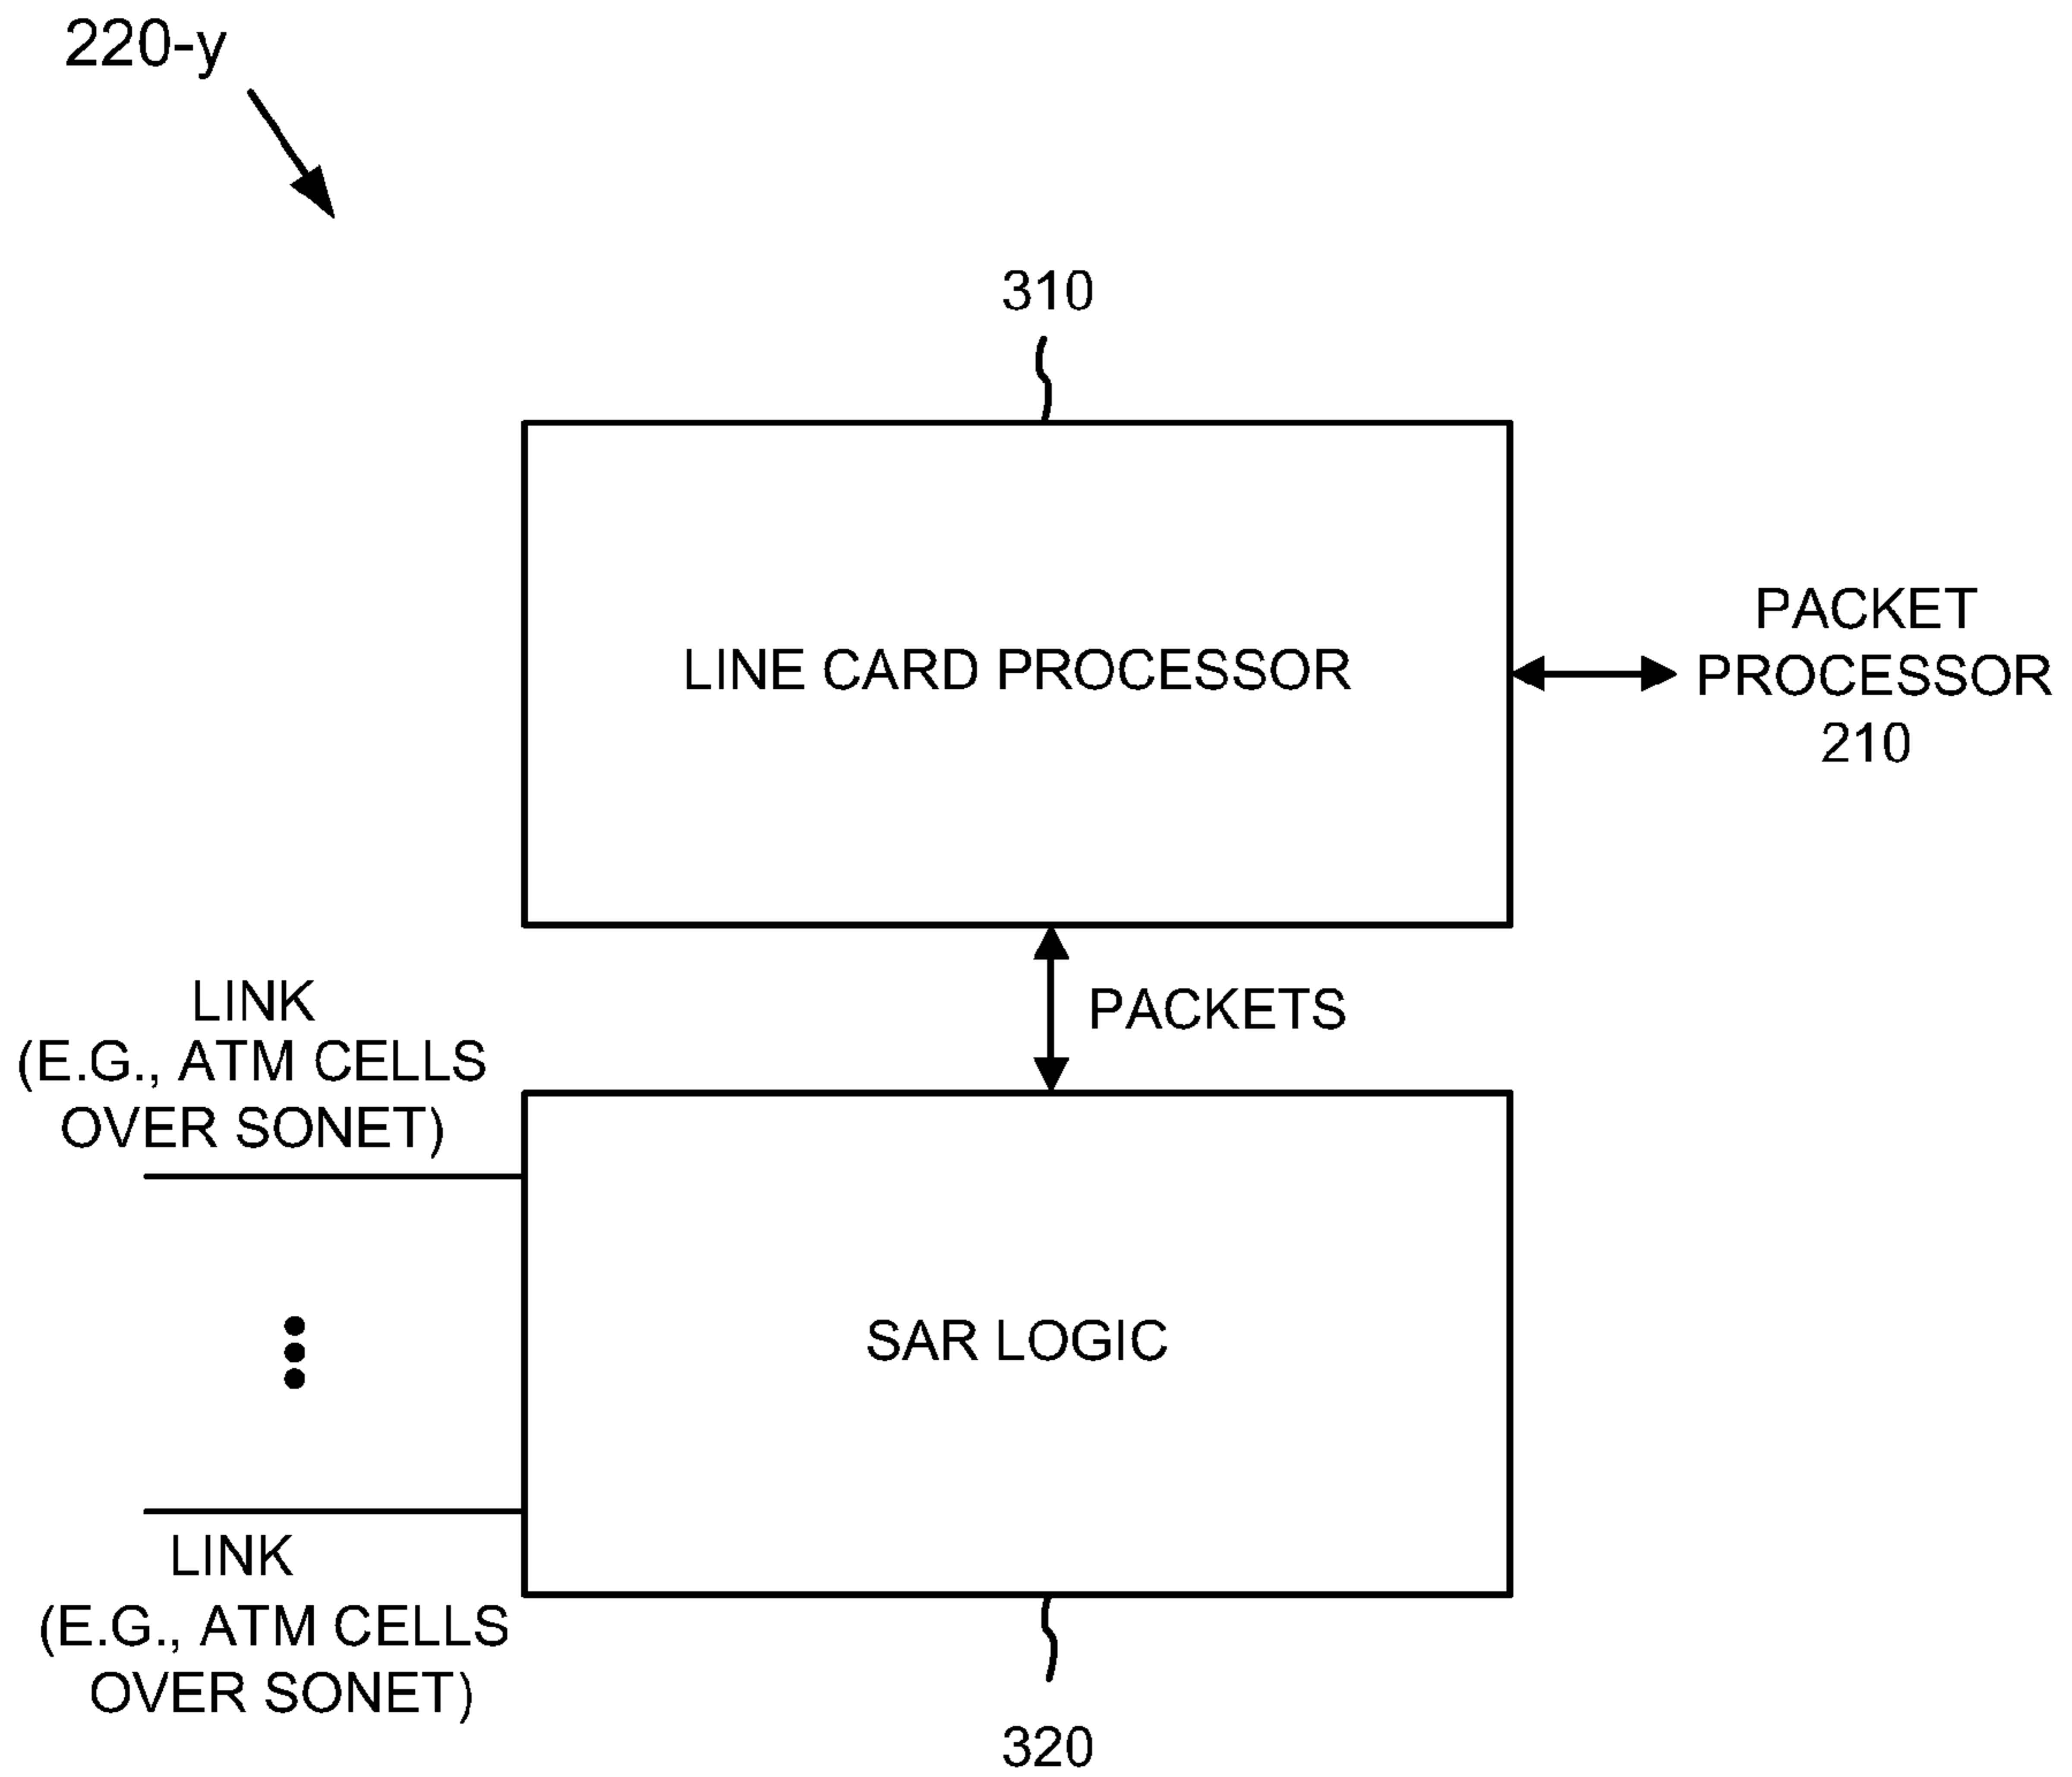 220-y
310
LINE CARD PROCESSOR
PACKET
PROCESSOR
210
PACKETS
LINK
(E.G., ATM CELLS
OVER SONET)
SAR LOGIC
LINK
(E.G., ATM CELLS
OVER SONET)
320